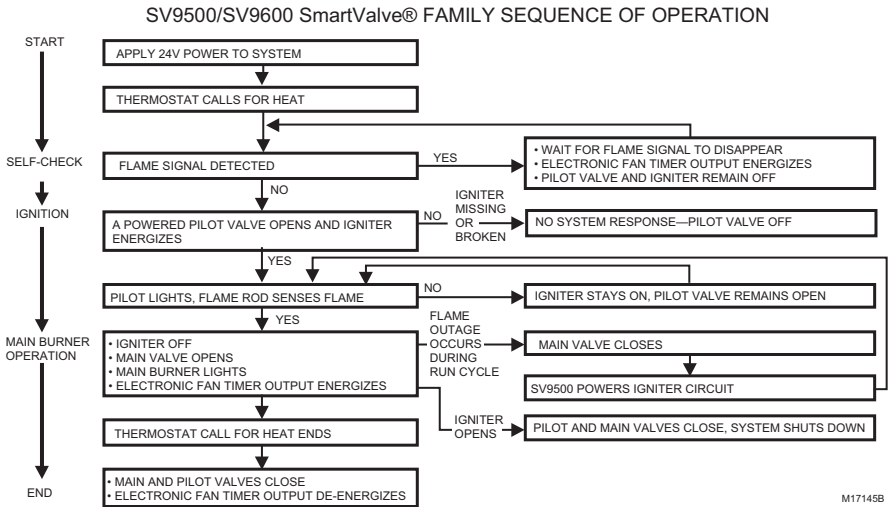 SV9500/SV9600 SmartValve® FAMILY SEQUENCE OF OPERATION
START
APPLY 24V POWER TO SYSTEM
THERMOSTAT CALLS FOR HEAT
SELF-CHECK
FLAME SIGNAL DETECTED
YES
• WAIT FOR FLAME SIGNAL TO DISAPPEAR
• ELECTRONIC FAN TIMER OUTPUT ENERGIZES
• PILOT VALVE AND IGNITER REMAIN OFF
NO
IGNITION
A POWERED PILOT VALVE OPENS AND IGNITER
ENERGIZES
NO
IGNITER
MISSING
OR
BROKEN
NO SYSTEM RESPONSE—PILOT VALVE OFF
YES
PILOT LIGHTS, FLAME ROD SENSES FLAME
NO
IGNITER STAYS ON, PILOT VALVE REMAINS OPEN
YES
MAIN BURNER
OPERATION
• IGNITER OFF
• MAIN VALVE OPENS
• MAIN BURNER LIGHTS
• ELECTRONIC FAN TIMER OUTPUT ENERGIZES
FLAME
OUTAGE
OCCURS
DURING
RUN CYCLE
MAIN VALVE CLOSES
SV9500 POWERS IGNITER CIRCUIT
IGNITER
OPENS
PILOT AND MAIN VALVES CLOSE, SYSTEM SHUTS DOWN
THERMOSTAT CALL FOR HEAT ENDS
END
• MAIN AND PILOT VALVES CLOSE
• ELECTRONIC FAN TIMER OUTPUT DE-ENERGIZES
M17145B